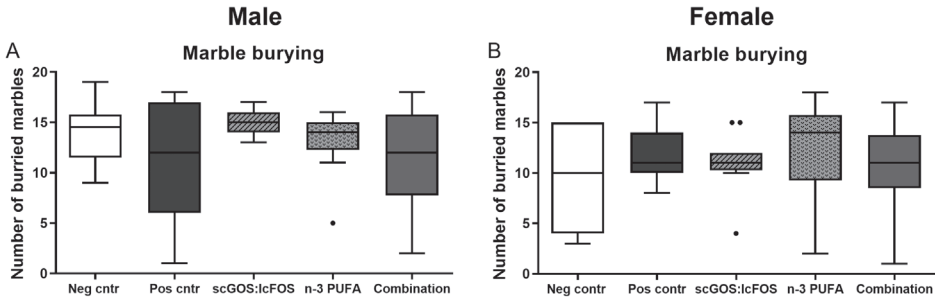 Male
Female
A
Marble burying
Number of burried marbles
20
15
10
5
0
Neg cntr
Pos cntr
scGOS:lcFOS
n-3 PUFA
Combination
B
Marble burying
Number of burried marbles
20
15
10
5
0
Neg contr
Pos contr
scGOS:lcFOS
n-3 PUFA
Combination